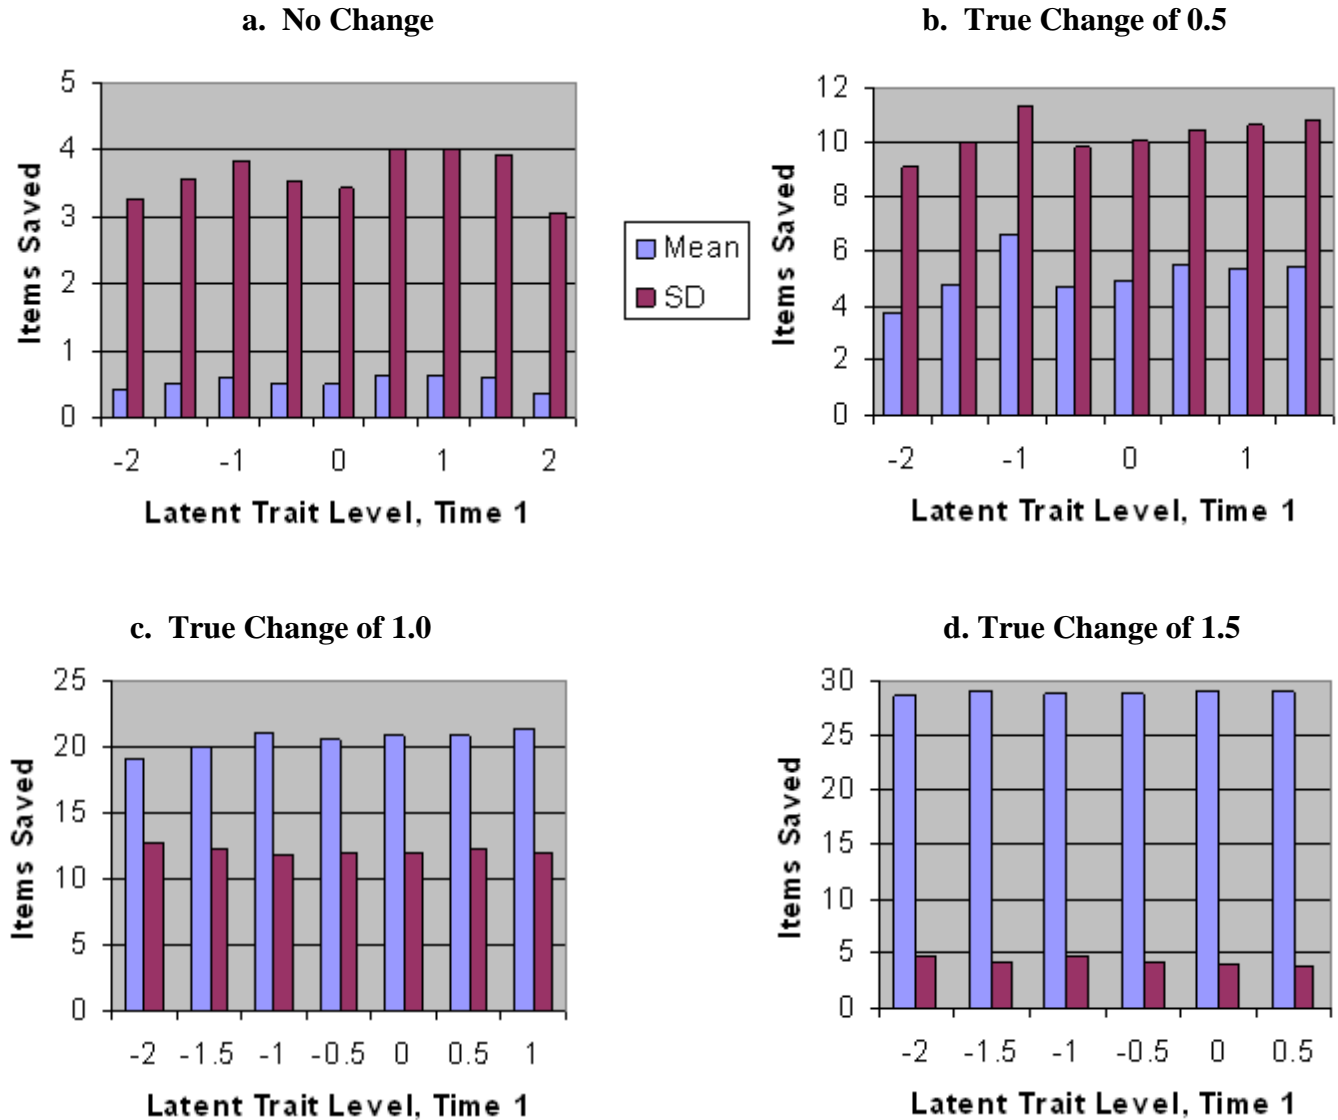 a. No Change
5
4
3
2
1
0
Items Saved
-2 -1 0 1 2
Latent Trait Level, Time 1
Mean
SD
b. True Change of 0.5
12
10
8
6
4
2
0
Items Saved
-2 -1 0 1
Latent Trait Level, Time 1
c. True Change of 1.0
25
20
15
10
5
0
Items Saved
-2 -1.5 -1 -0.5 0 0.5 1
Latent Trait Level, Time 1
d. True Change of 1.5
30
25
20
15
10
5
0
Items Saved
-2 -1.5 -1 -0.5 0 0.5
Latent Trait Level, Time 1